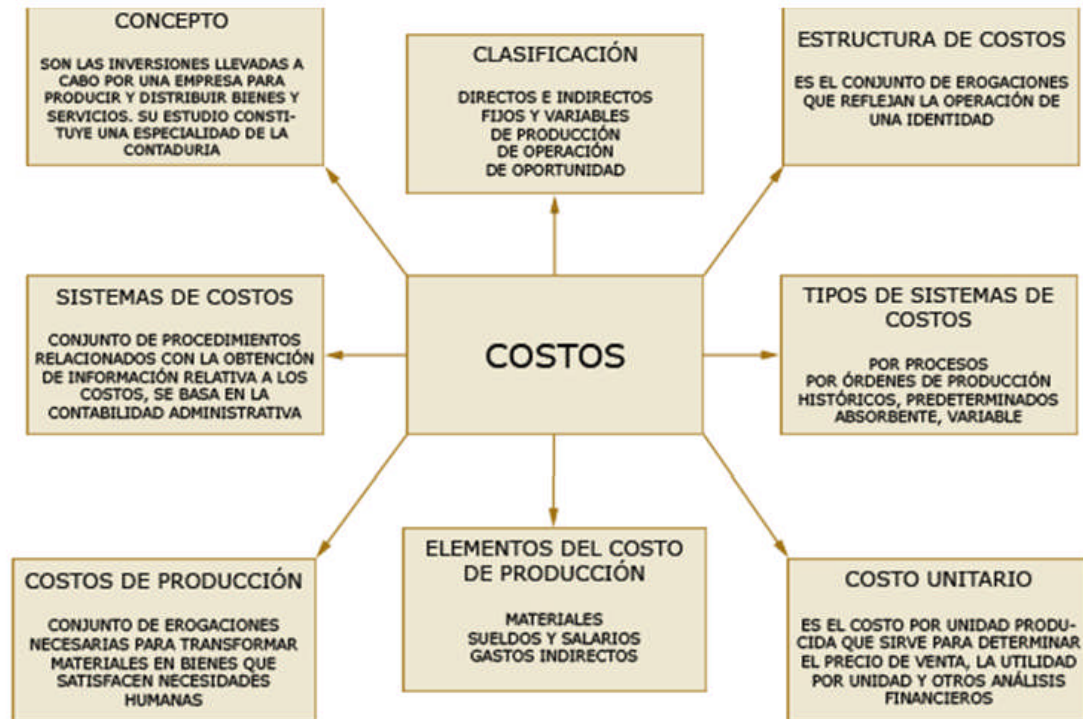 CONCEPTO
SON LAS INVERSIONES LLEVADAS A
CABO POR UNA EMPRESA PARA
PRODUCIR Y DISTRIBUIR BIENES Y
SERVICIOS. SU ESTUDIO CONSTI-
TUYE UNA ESPECIALIDAD DE LA
CONTADURIA
CLASIFICACIÓN
DIRECTOS E INDIRECTOS
FIJOS Y VARIABLES
DE PRODUCCIÓN
DE OPERACIÓN
DE OPORTUNIDAD
ESTRUCTURA DE COSTOS
ES EL CONJUNTO DE EROGACIONES
QUE REFLEJAN LA OPERACIÓN DE
UNA IDENTIDAD
SISTEMAS DE COSTOS
CONJUNTO DE PROCEDIMIENTOS
RELACIONADOS CON LA OBTENCIÓN
DE INFORMACIÓN RELATIVA A LOS
COSTOS, SE BASA EN LA
CONTABILIDAD ADMINISTRATIVA
COSTOS
TIPOS DE SISTEMAS DE
COSTOS
POR PROCESOS
POR ÓRDENES DE PRODUCCIÓN
HISTÓRICOS, PREDETERMINADOS
ABSORBENTE, VARIABLE
COSTOS DE PRODUCCIÓN
CONJUNTO DE EROGACIONES
NECESARIAS PARA TRANSFORMAR
MATERIALES EN BIENES QUE
SATISFACEN NECESIDADES
HUMANAS
ELEMENTOS DEL COSTO
DE PRODUCCIÓN
MATERIALES
SUELDOS Y SALARIOS
GASTOS INDIRECTOS
COSTO UNITARIO
ES EL COSTO POR UNIDAD PRODU-
CIDA QUE SIRVE PARA DETERMINAR
EL PRECIO DE VENTA, LA UTILIDAD
POR UNIDAD Y OTROS ANÁLISIS
FINANCIEROS